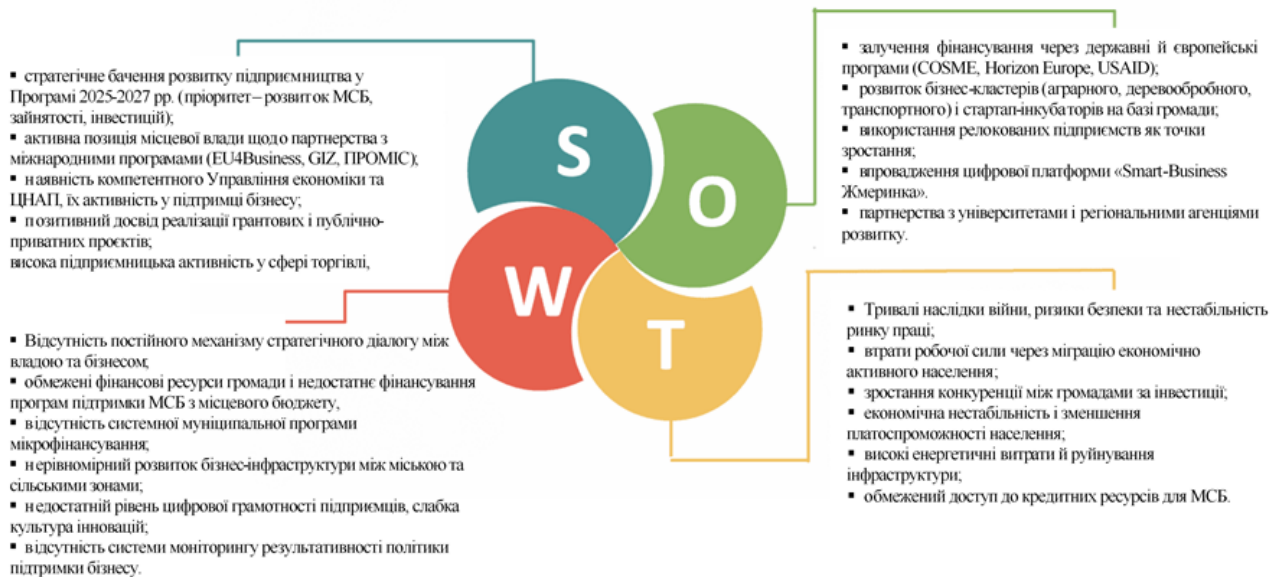 ▪ стратегічне бачення розвитку підприємництва у
Програмі 2025-2027 рр. (пріоритет – розвиток МСБ,
зайнятості, інвестицій);
▪ активна позиція місцевої влади щодо партнерства з
міжнародними програмами (EU4Business, GIZ, ПРОМІС);
▪ наявність компетентного Управління економіки та
ЦНАП, їх активність у підтримці бізнесу;
▪ позитивний досвід реалізації грантових і публічно-
приватних проєктів;
висока підприємницька активність у сфері торгівлі,
S
O
W
T
▪ залучення фінансування через державні й європейські
програми (COSME, Horizon Europe, USAID);
▪ розвиток бізнес-кластерів (аграрного, деревообробного,
транспортного) і стартап-інкубаторів на базі громади;
▪ використання релокованих підприємств як точки
зростання;
▪ впровадження цифрової платформи «Smart-Business
Жмеринка».
▪ партнерства з університетами і регіональними агенціями
розвитку.
▪ Відсутність постійного механізму стратегічного діалогу між
владою та бізнесом;
▪ обмежені фінансові ресурси громади і недостатнє фінансування
програм підтримки МСБ з місцевого бюджету,
▪ відсутність системної муніципальної програми
мікрофінансування;
▪ нерівномірний розвиток бізнес-інфраструктури між міською та
сільськими зонами;
▪ недостатній рівень цифрової грамотності підприємців, слабка
культура інновацій;
▪ відсутність системи моніторингу результативності політики
підтримки бізнесу.
▪ Тривалі наслідки війни, ризики безпеки та нестабільність
ринку праці;
▪ втрати робочої сили через міграцію економічно
активного населення;
▪ зростання конкуренції між громадами за інвестиції;
▪ економічна нестабільність і зменшення
платоспроможності населення;
▪ високі енергетичні витрати й руйнування
інфраструктури;
▪ обмежений доступ до кредитних ресурсів для МСБ.